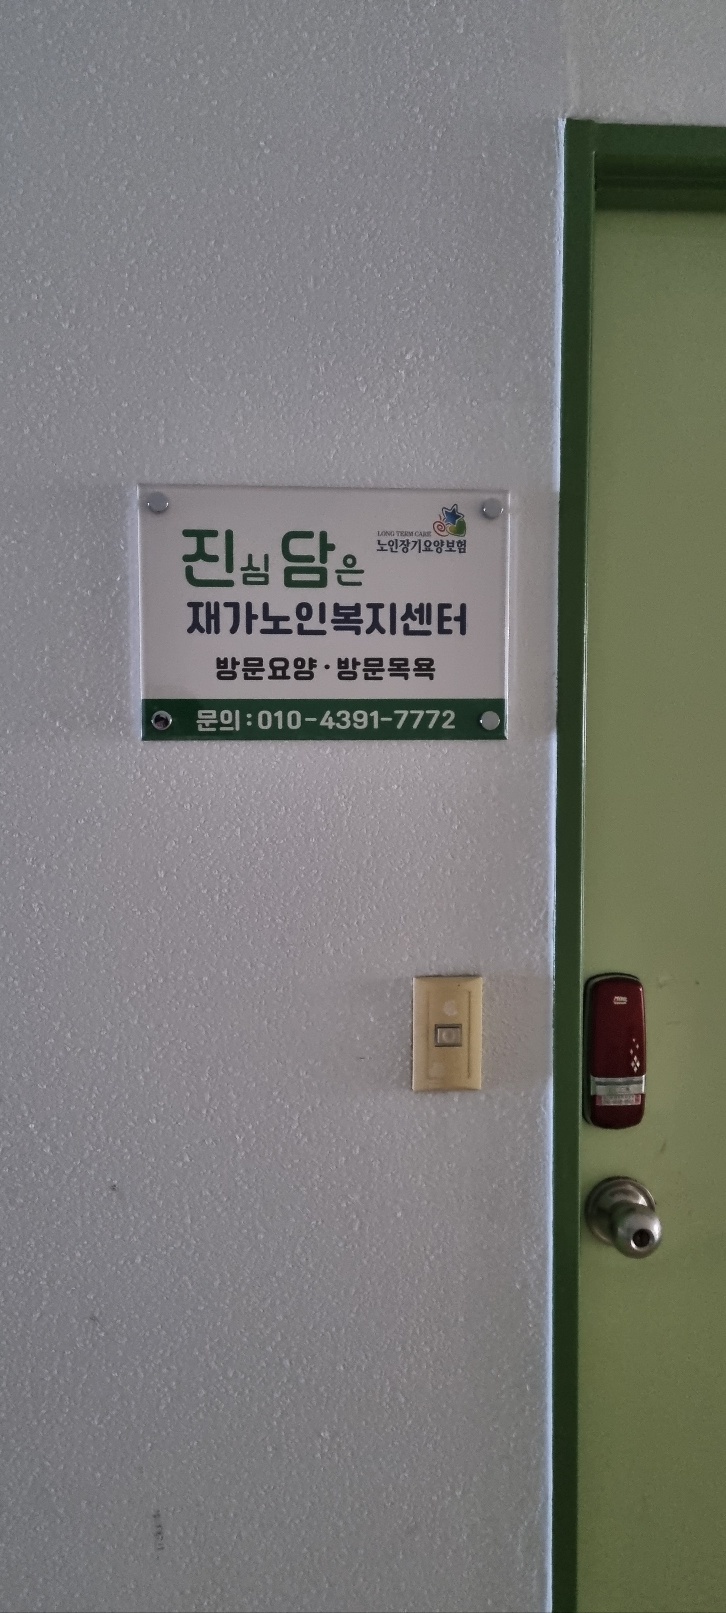 LONG TERM CARE
노인장기요양보험
진심담은
재가노인복지센터
방문요양·방문목욕
문의:010-4391-7772